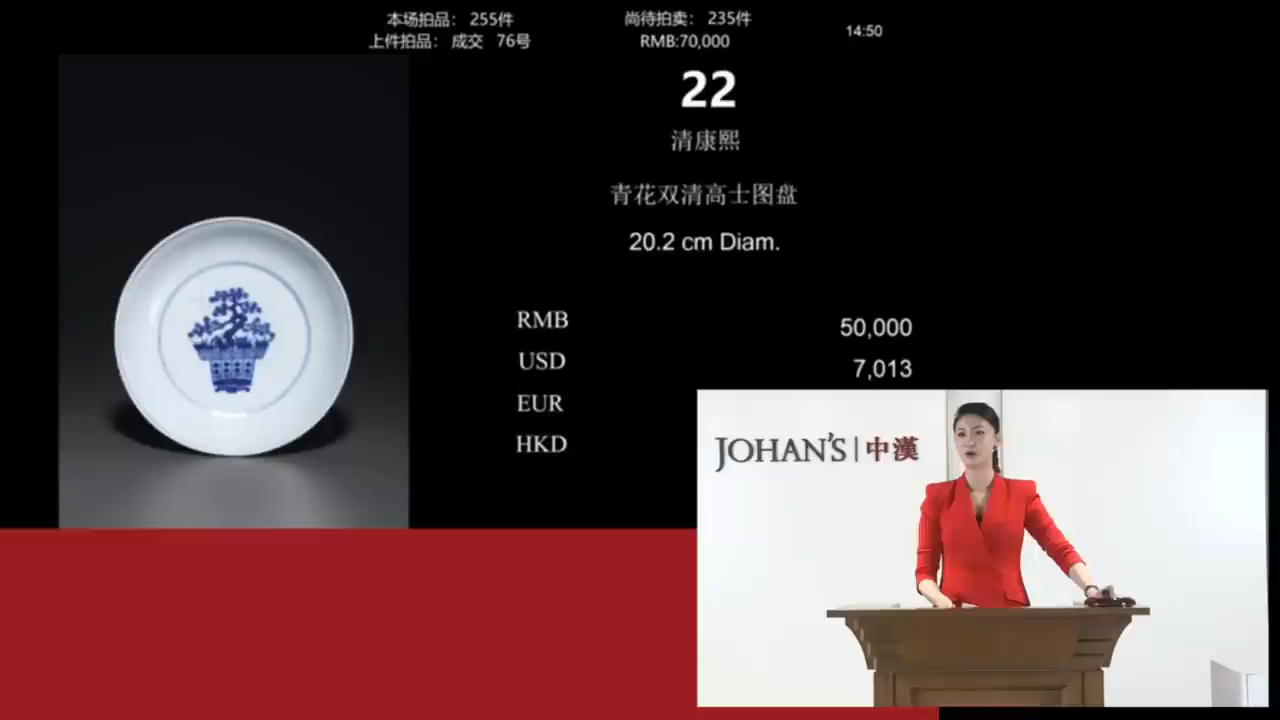 本场拍品： 255件
尚待拍卖： 235件
上件拍品： 成交 76号
RMB:70,000
14:50
22
清康熙
青花双清高士图盘
20.2 cm Diam.
RMB 50,000
USD 7,013
EUR
HKD
JOHAN'S | 中漢